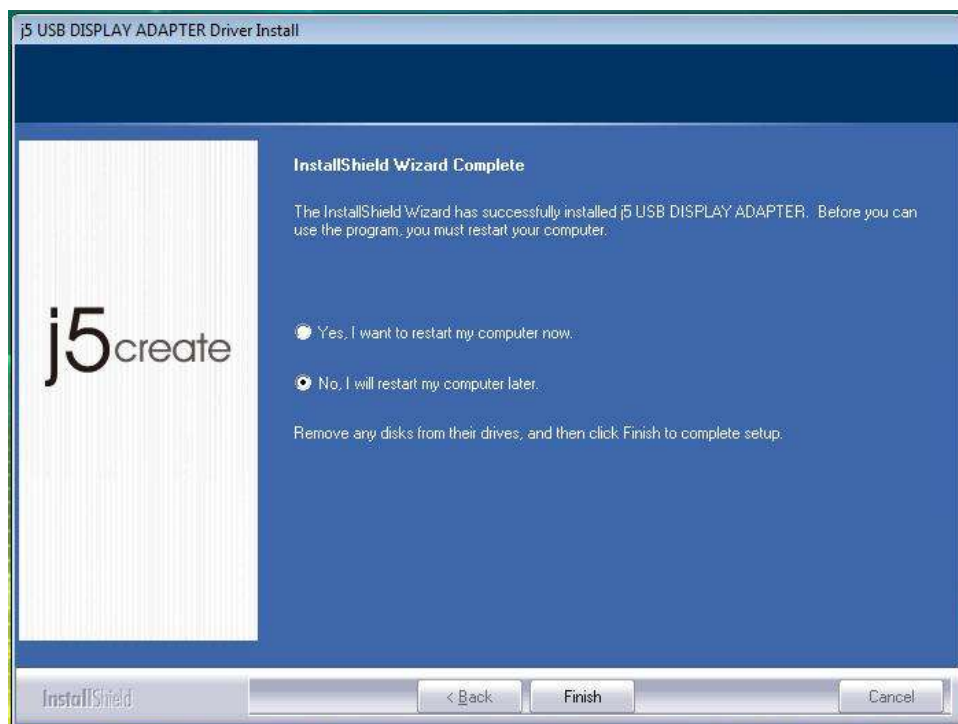 j5 USB DISPLAY ADAPTER Driver Install
InstallShield Wizard Complete
The InstallShield Wizard has successfully installed j5 USB DISPLAY ADAPTER. Before you can
use the program, you must restart your computer.
j5create
Yes, I want to restart my computer now.
No, I will restart my computer later.
Remove any disks from their drives, and then click Finish to complete setup.
InstallShield
< Back
Finish
Cancel